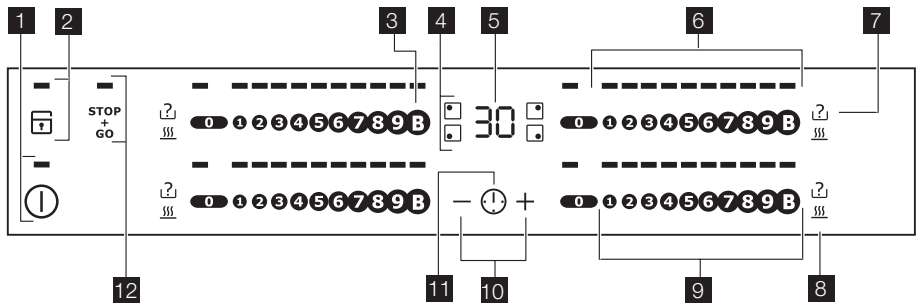 1 2 3 4 5 6 7
STOP
+
GO
? 0 1 2 3 4 5 6 7 8 9 B 30 0 1 2 3 4 5 6 7 8 9 B ?
? 0 1 2 3 4 5 6 7 8 9 B − + 0 1 2 3 4 5 6 7 8 9 B ?
12 11 10 9 8